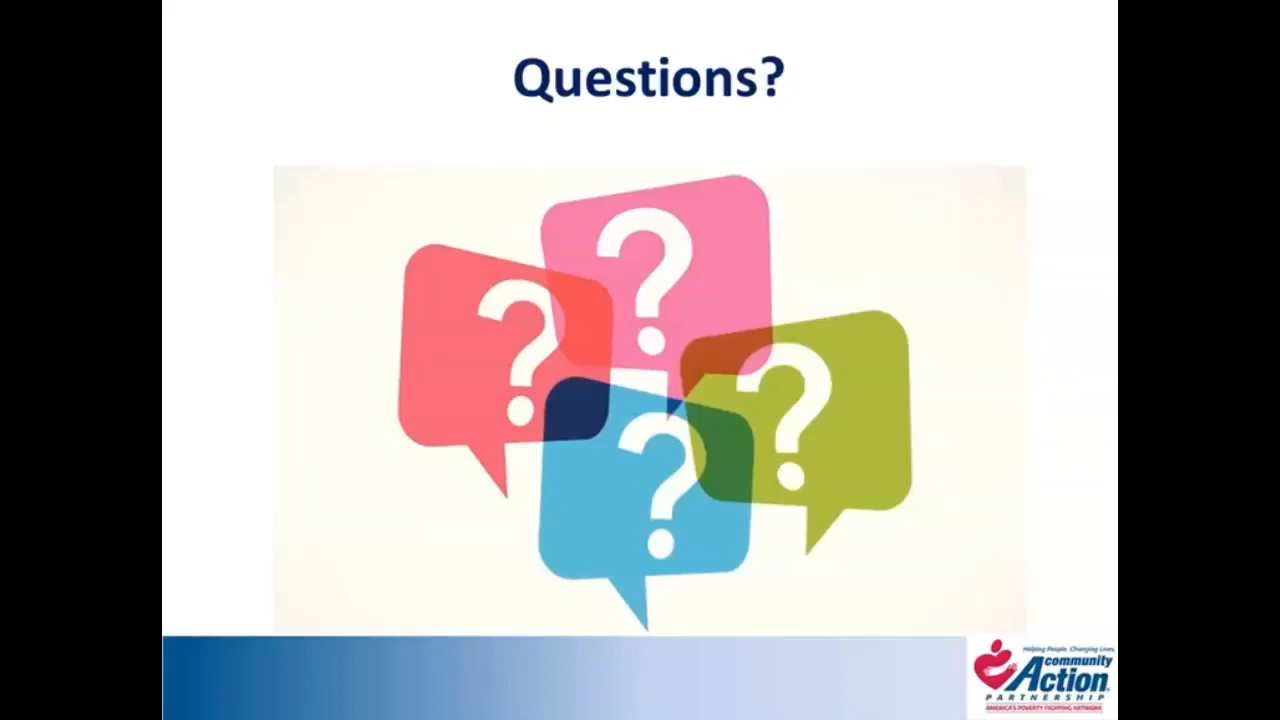 Questions?
?
?
?
?
Helping People. Changing Lives.
community
Action
PARTNERSHIP
AMERICA'S POVERTY FIGHTING NETWORK